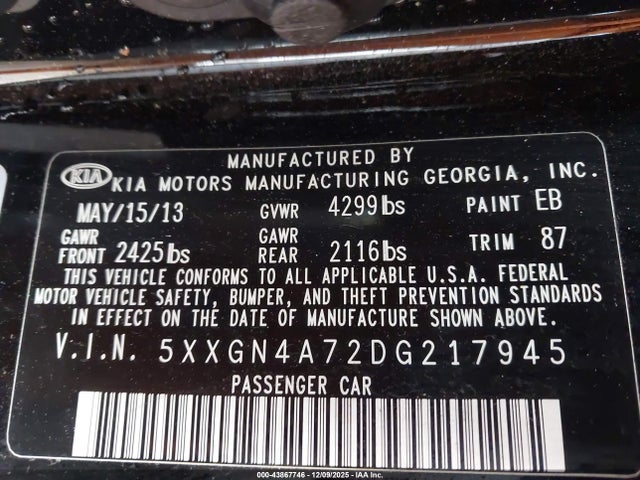 MANUFACTURED BY
KIA KIA MOTORS MANUFACTURING GEORGIA, INC.
MAY/15/13 GVWR 4299lbs PAINT EB
GAWR FRONT 2425lbs GAWR REAR 2116lbs TRIM 87
THIS VEHICLE CONFORMS TO ALL APPLICABLE U.S.A. FEDERAL
MOTOR VEHICLE SAFETY, BUMPER, AND THEFT PREVENTION STANDARDS
IN EFFECT ON THE DATE OF MANUFACTURE SHOWN ABOVE.
V.I.N. 5XXGN4A72DG217945
PASSENGER CAR
000-43867746 - 12/09/2025 - IAA Inc.